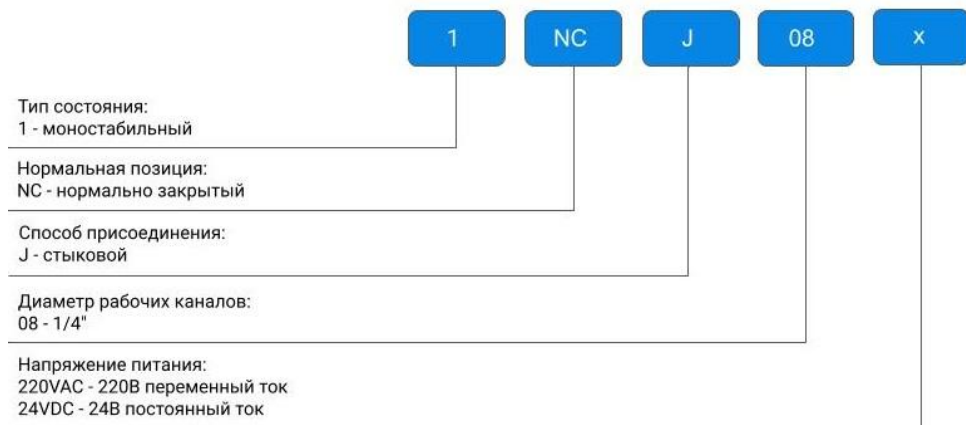 1 NC J 08 x
Тип состояния:
1 - моностабильный
Нормальная позиция:
NC - нормально закрытый
Способ присоединения:
J - стыковой
Диаметр рабочих каналов:
08 - 1/4"
Напряжение питания:
220VAC - 220В переменный ток
24VDC - 24В постоянный ток